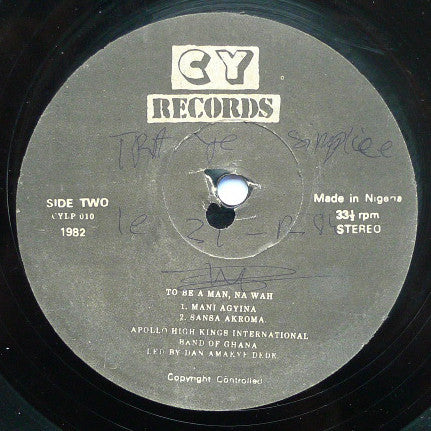 CY
RECORDS
SIDE TWO
CYLP 010
1982
Made in Nigeria
33⅓ rpm
STEREO
TO BE A MAN, NA WAH
1. MANI AGYINA
2. SANSA AKROMA.
APOLLO HIGH KINGS INTERNATIONAL
BAND OF GHANA
LED BY DAN AMAKYE DEDE
Copyright Controlled